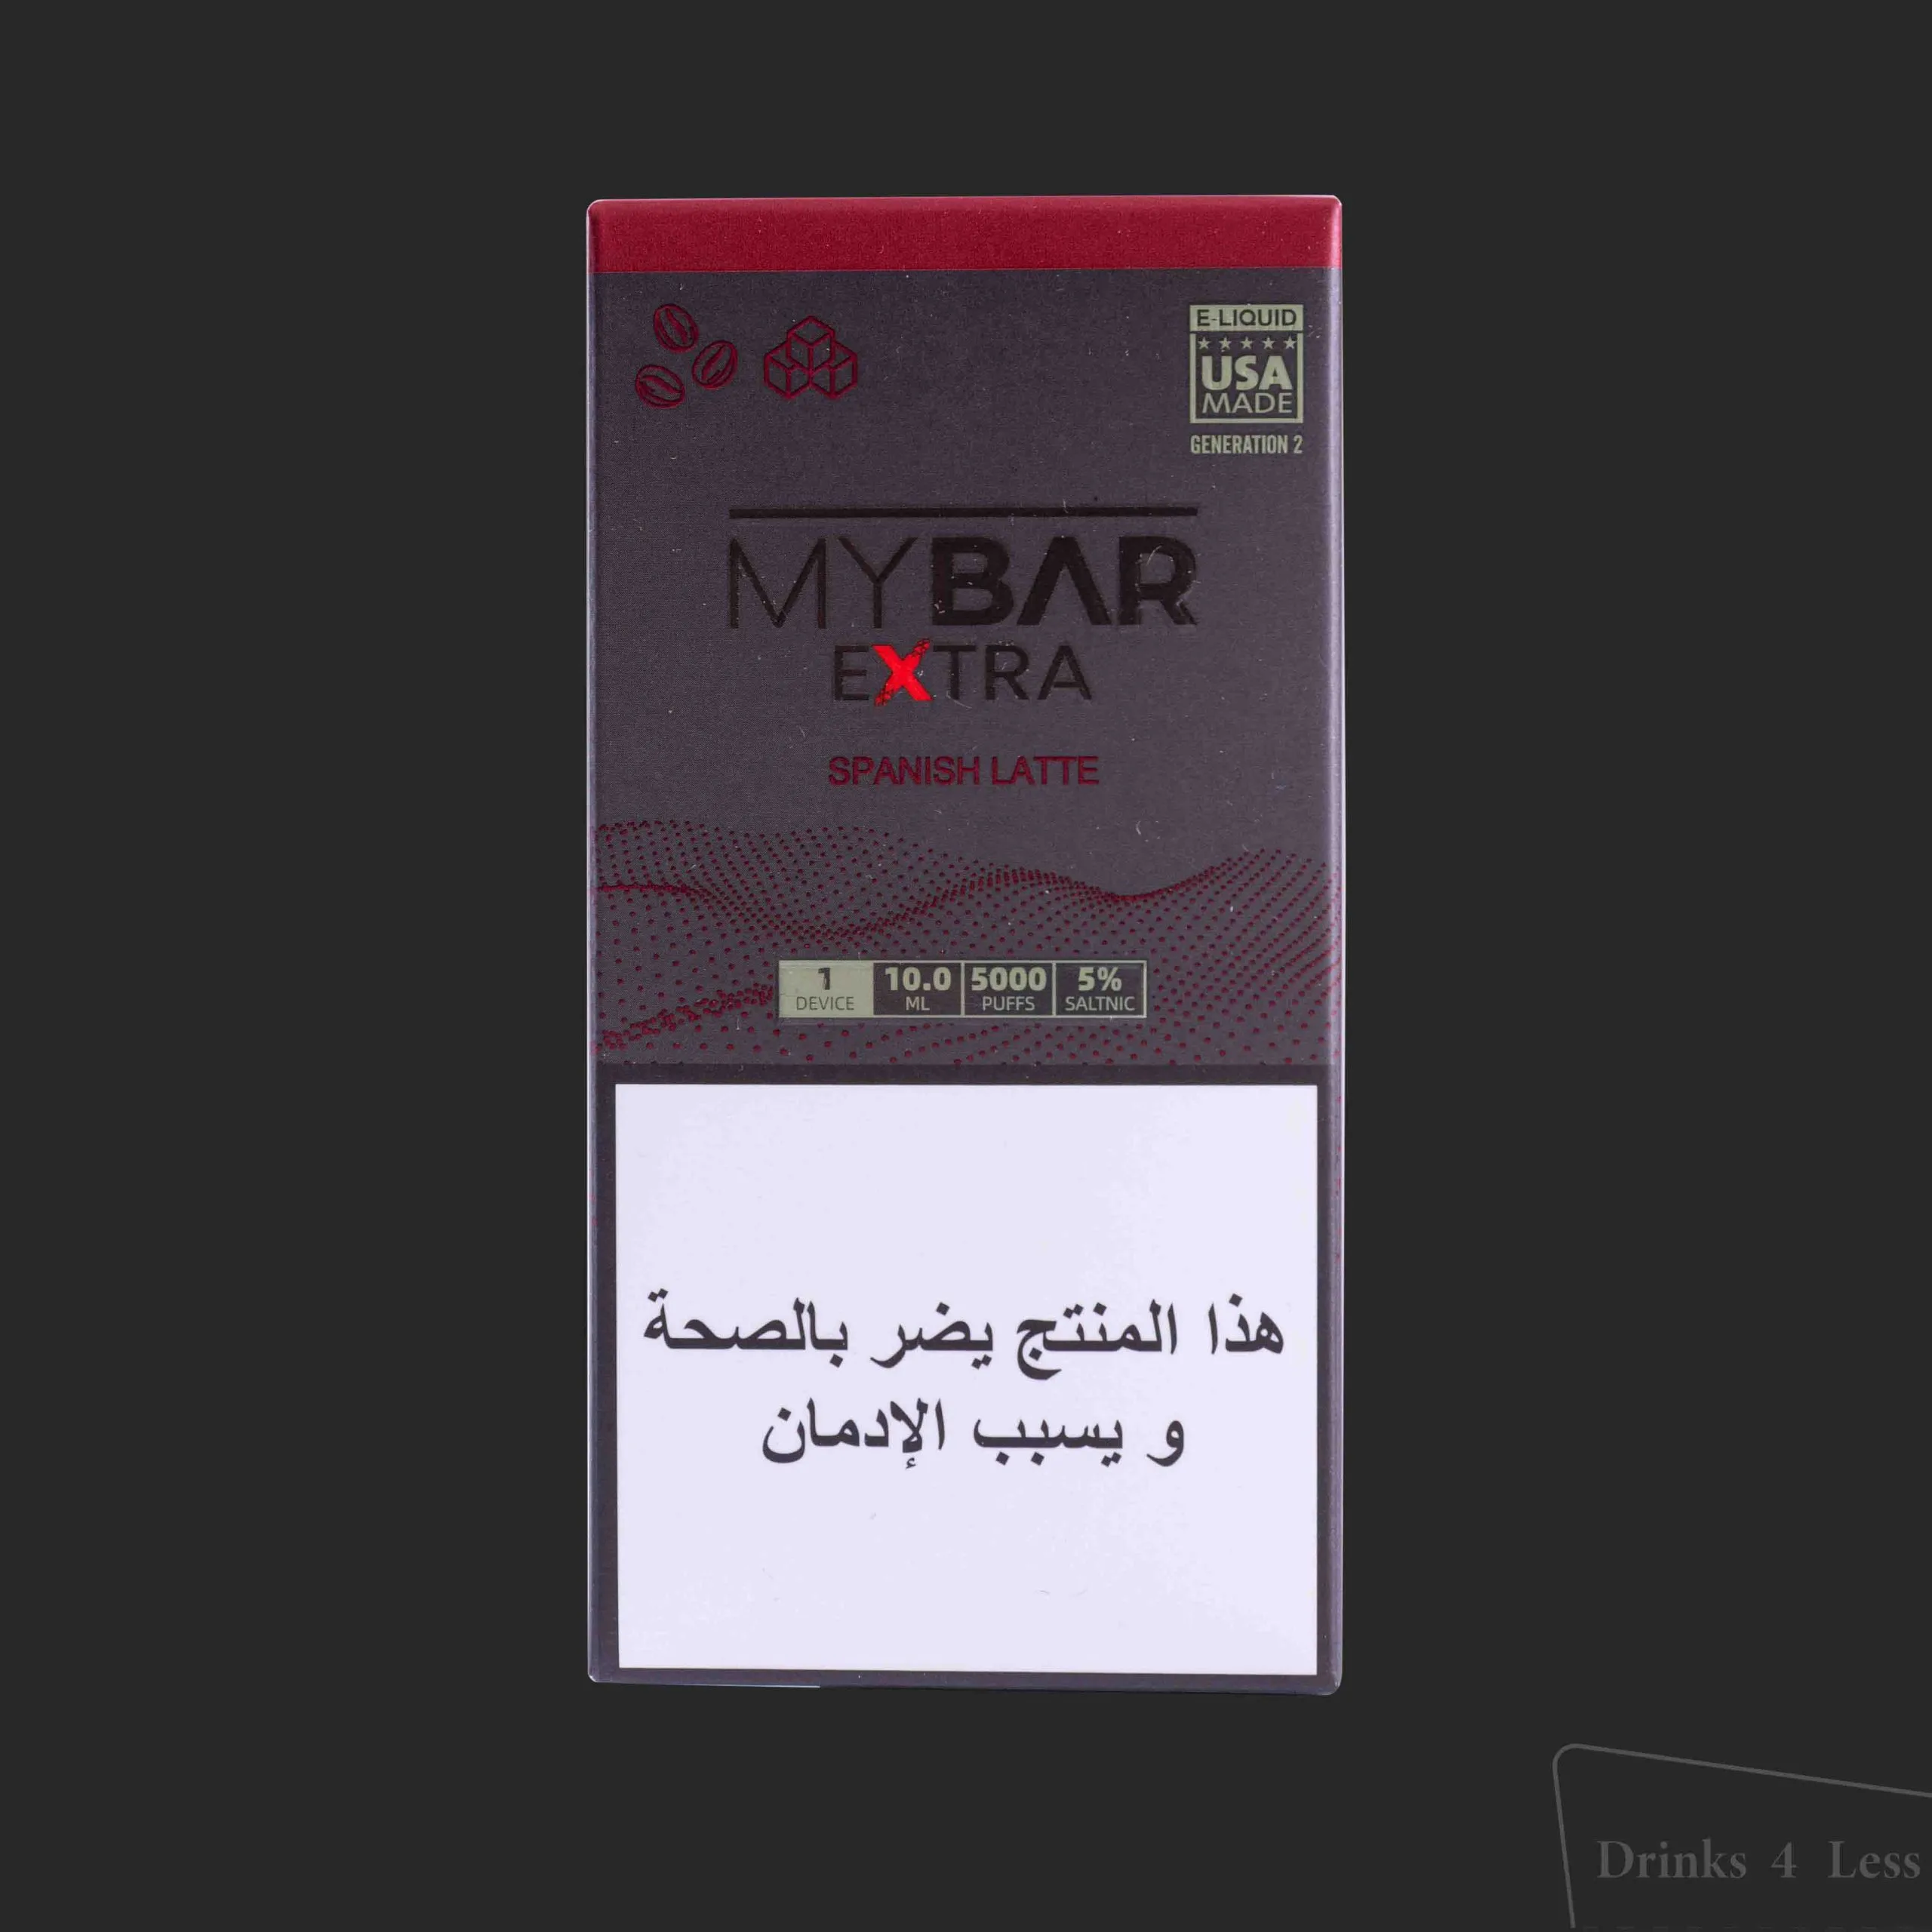 E-LIQUID
USA
MADE
GENERATION 2
MYBAR
EXTRA
SPANISH LATTE
1 10.0 5000 5%
DEVICE ML PUFFS SALTNIC
هذا المنتج يضر بالصحة
و يسبب الإدمان
Drinks 4 Less